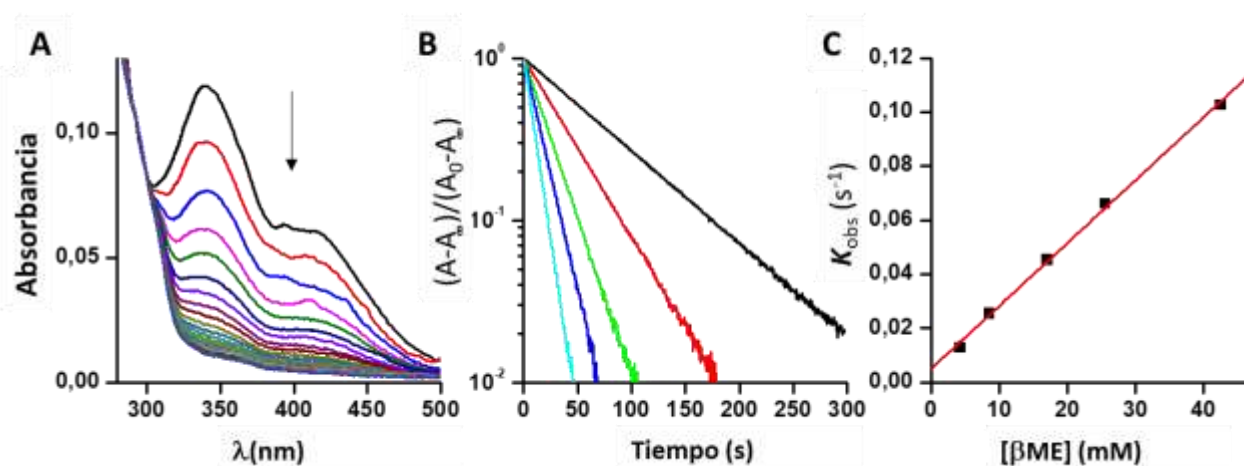 A
Absorbancia
0,10
0,05
0,00
300 350 400 450 500
λ(nm)
B
(A-A∞)/(A0-A∞)
10⁰
10⁻¹
10⁻²
0 50 100 150 200 250 300
Tiempo (s)
C
Kobs (s⁻¹)
0,12
0,10
0,08
0,06
0,04
0,02
0,00
0 10 20 30 40
[βME] (mM)